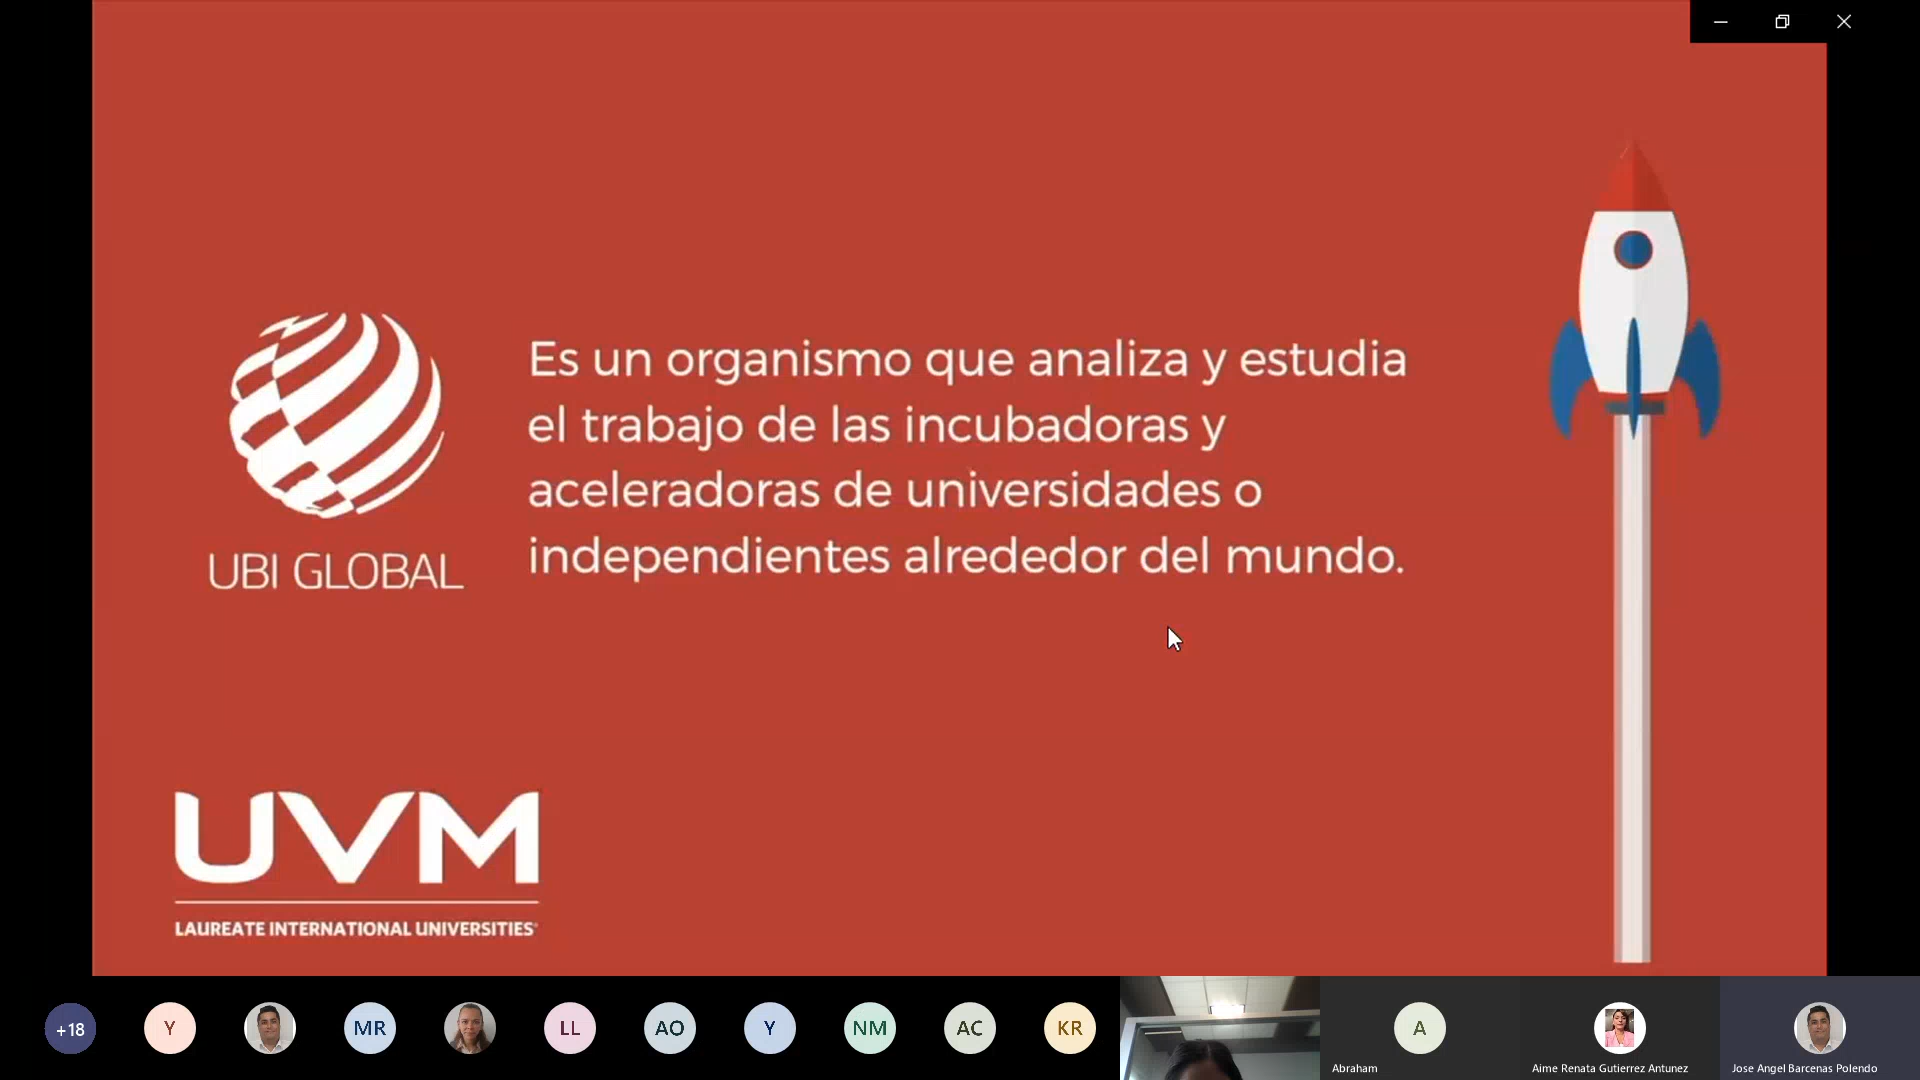 Es un organismo que analiza y estudia
el trabajo de las incubadoras y
aceleradoras de universidades o
independientes alrededor del mundo.
UBI GLOBAL
UVM
LAUREATE INTERNATIONAL UNIVERSITIES
+18
Y
MR
LL
AO
Y
NM
AC
KR
A
Abraham
Aime Renata Gutierrez Antunez
Jose Angel Barcenas Polendo